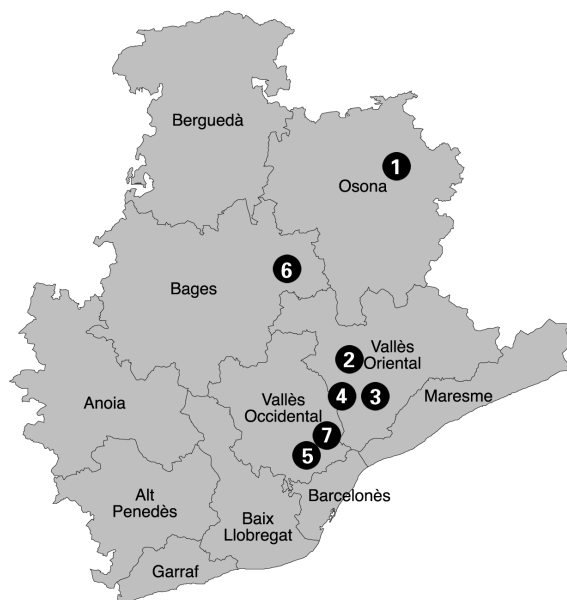 Berguedà
1
Osona
6
Bages
2
Vallès
Oriental
Anoia
Vallès
Occidental
4
3
Maresme
7
5
Alt
Penedès
Barcelonès
Baix
Llobregat
Garraf